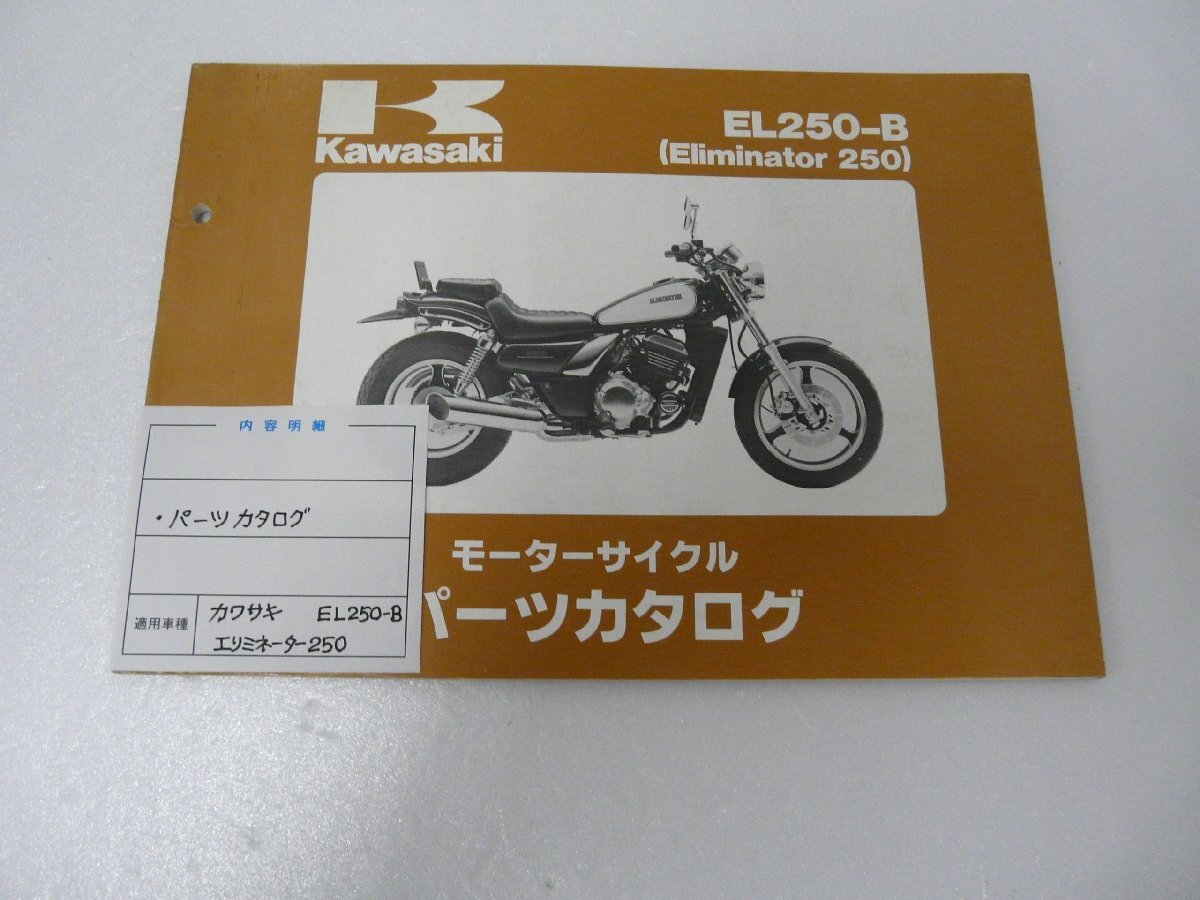 Kawasaki
EL250-B
(Eliminator 250)
ELIMINATOR
モーターサイクル
パーツカタログ
内容明細
・パーツカタログ
適用車種
カワサキ EL250-B
エリミネーター250